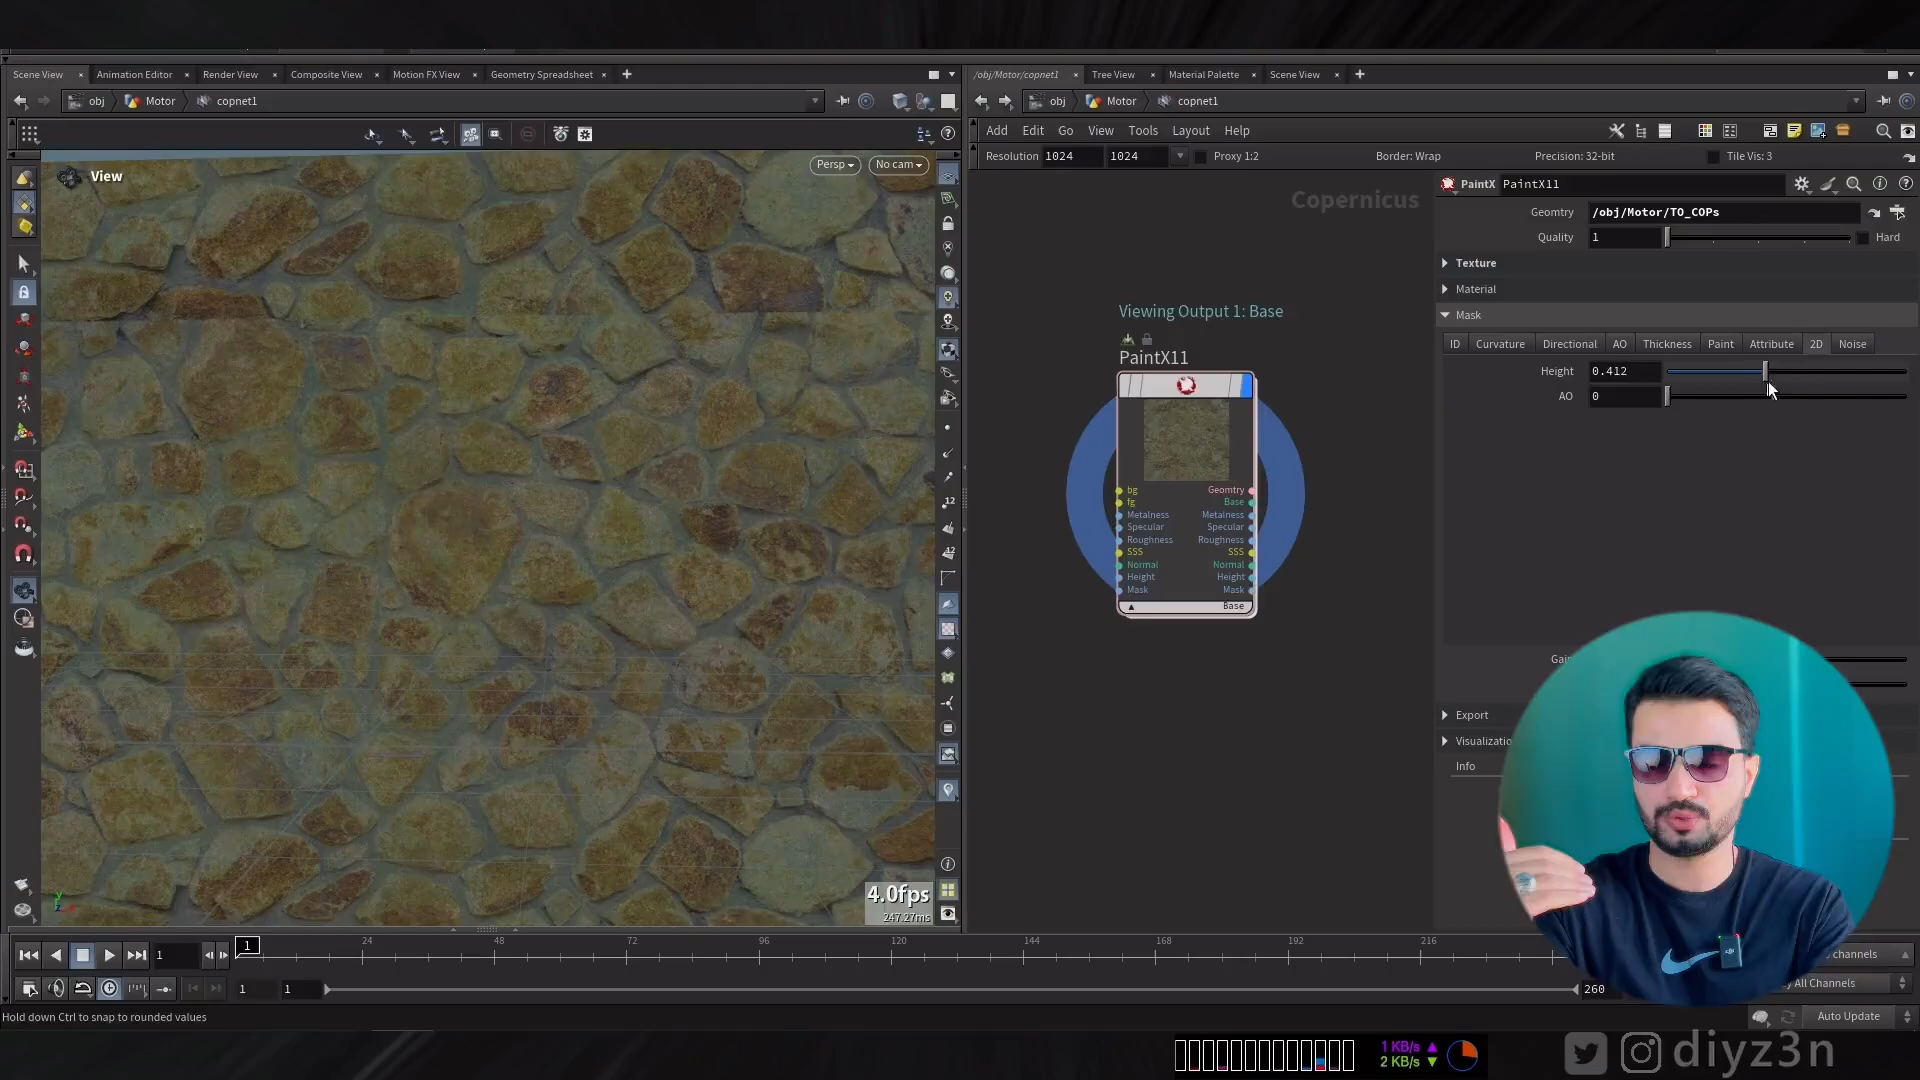 Scene View
Animation Editor
Render View
Composite View
Motion FX View
Geometry Spreadsheet
/obj/Motor/copnet1
Tree View
Material Palette
Scene View
obj
Motor
copnet1
obj
Motor
copnet1
Add
Edit
Go
View
Tools
Layout
Help
Resolution
1024
1024
Proxy 1:2
Border: Wrap
Precision: 32-bit
Tile Vis: 3
View
Persp
No cam
Copernicus
PaintX
PaintX11
Geomtry
/obj/Motor/TO_COPs
Quality
1
Hard
Texture
Material
Mask
ID
Curvature
Directional
AO
Thickness
Paint
Attribute
2D
Noise
Height
0.412
AO
0
Viewing Output 1: Base
PaintX11
bg
fg
Metalness
Specular
Roughness
SSS
Normal
Height
Mask
Geomtry
Base
Metalness
Specular
Roughness
SSS
Normal
Height
Mask
Base
12
12
Export
Info
4.0fps
247.27ms
1
1
24
48
72
96
120
144
168
192
216
channels
1
1
260
All Channels
Hold down Ctrl to snap to rounded values
Auto Update
1 KB/s
2 KB/s
diyz3n